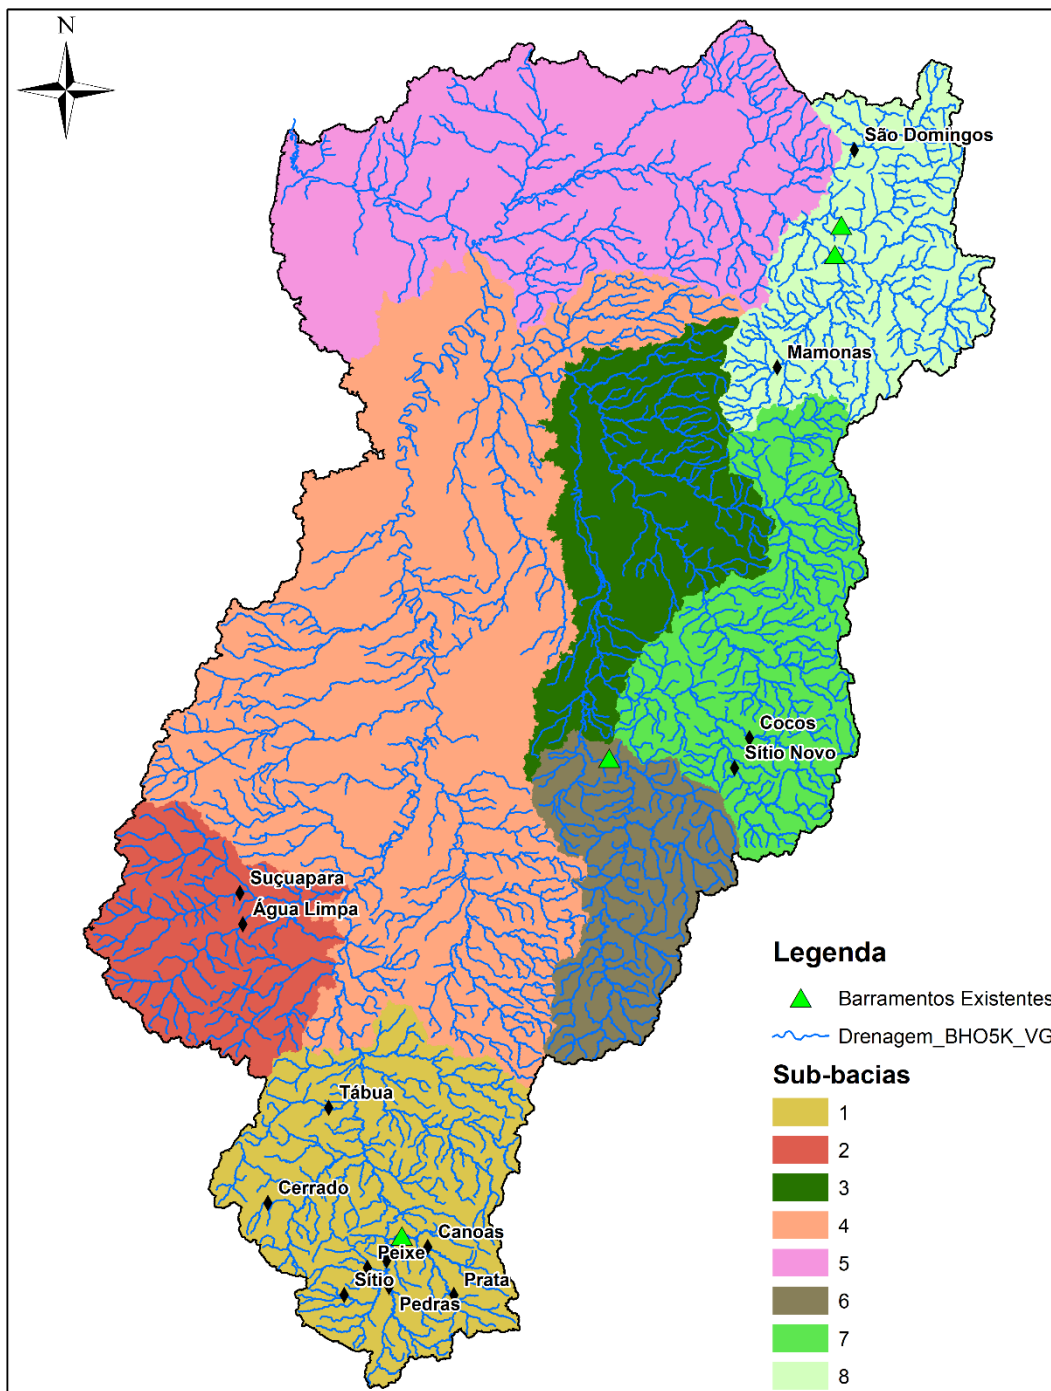 N
São Domingos
Mamonas
Cocos
Sítio Novo
Suçuapara
Água Limpa
Tábua
Cerrado
Canoas
Peixe
Sítio
Prata
Pedras
Legenda
Barramentos Existentes
Drenagem_BHO5K_VG
Sub-bacias
1
2
3
4
5
6
7
8